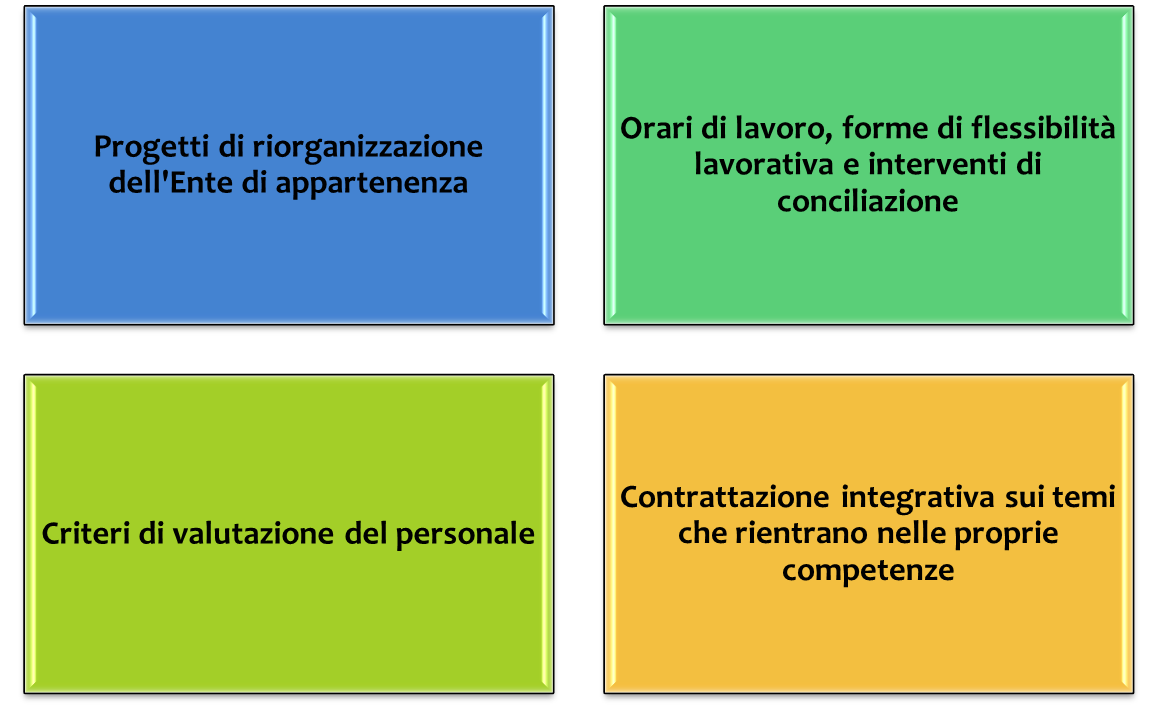 Progetti di riorganizzazione
dell'Ente di appartenenza
Orari di lavoro, forme di flessibilità
lavorativa e interventi di
conciliazione
Criteri di valutazione del personale
Contrattazione integrativa sui temi
che rientrano nelle proprie
competenze